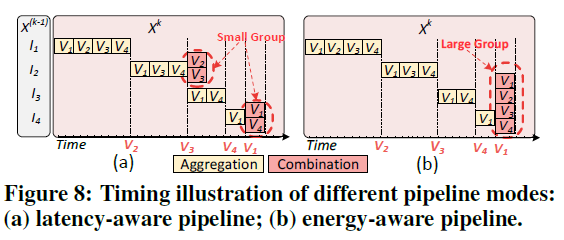 X^(k-1)
X^k
X^k
I1
V1 V2 V3 V4
Small Group
V1 V2 V3 V4
I2
V1 V3 V4
V2
V3
Large Group
V1 V3 V4
I3
V1 V4
V1 V4
V1
V2
V3
V4
I4
V1
V1
V4
V1
Time
V2
V3
V4
V1
Time
V2
V3
V4
V1
(a)
Aggregation
Combination
(b)
Figure 8: Timing illustration of different pipeline modes:
(a) latency-aware pipeline; (b) energy-aware pipeline.